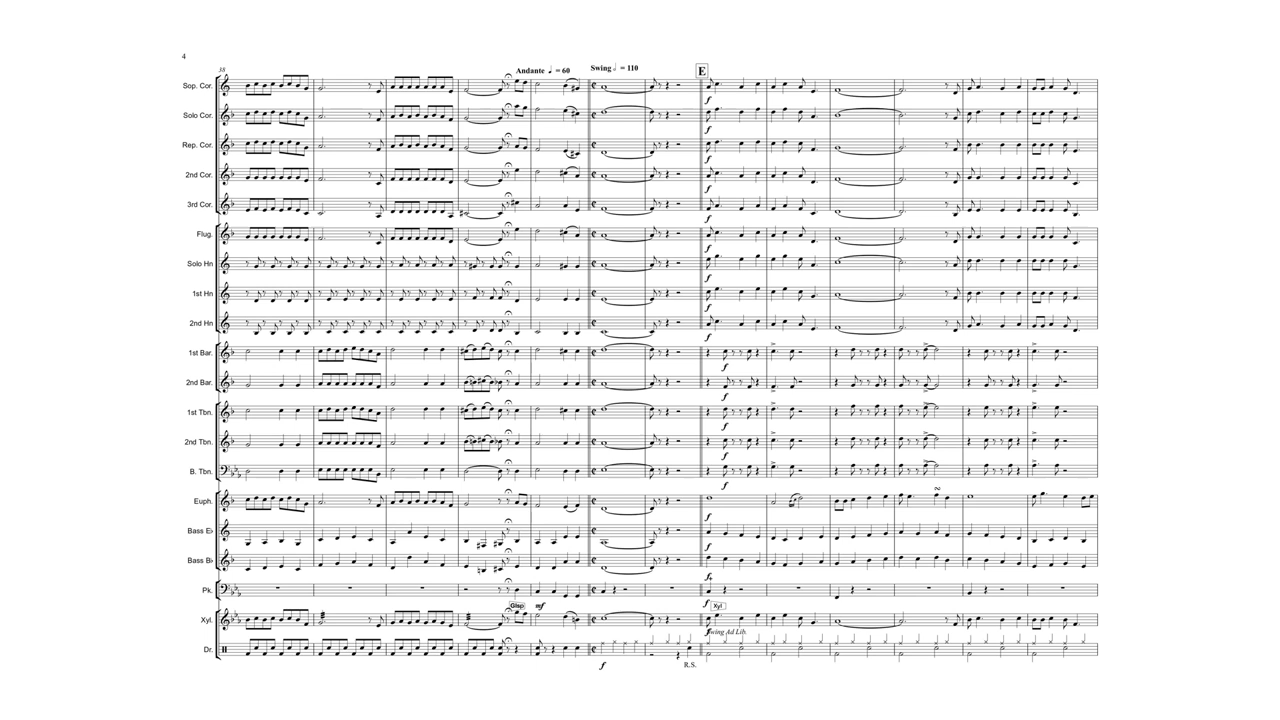 4
38
Andante ♩ = 60
Swing 𝅗𝅥 = 110
E
Sop. Cor.
f
Solo Cor.
f
Rep. Cor.
f
2nd Cor.
f
3rd Cor.
f
Flug.
f
Solo Hn
f
1st Hn
f
2nd Hn
f
1st Bar.
f
2nd Bar.
f
1st Tbn.
f
2nd Tbn.
f
B. Tbn.
f
Euph.
f
Bass E♭
f
Bass B♭
f
Pk.
f
Glsp
mf
Xyl
Xyl.
f
Swing Ad Lib.
Dr.
f
R.S.